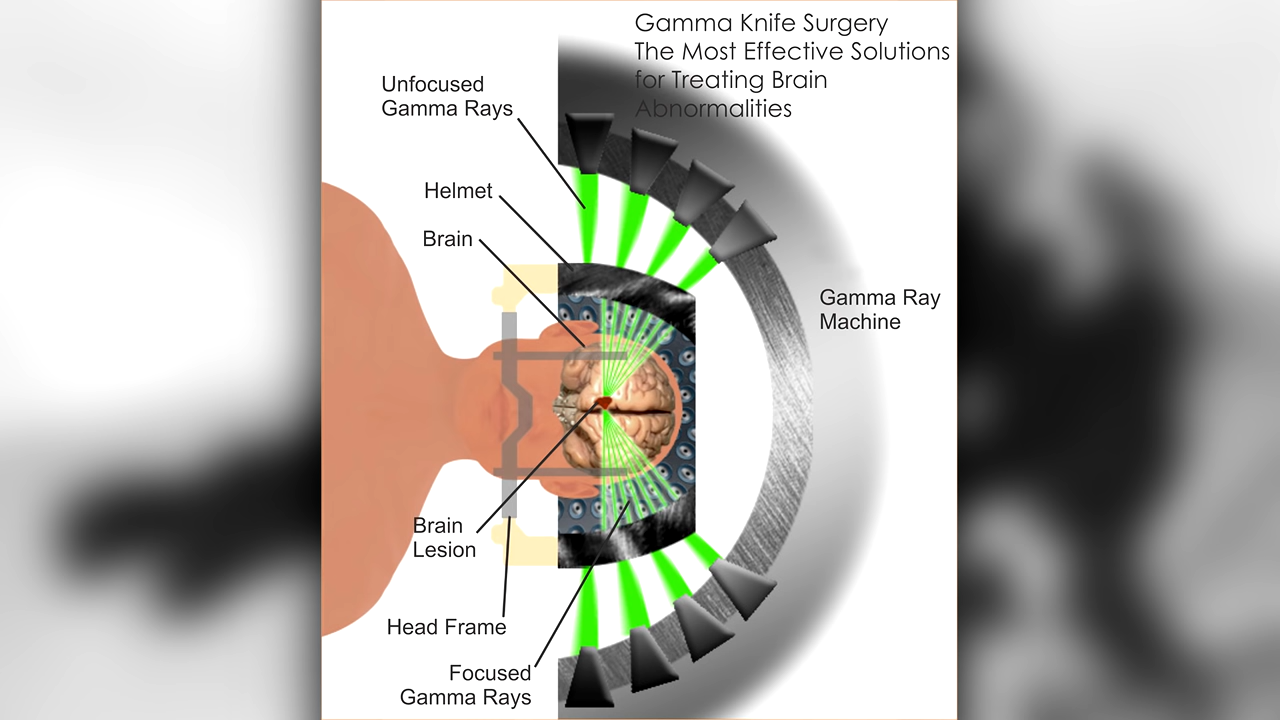 Gamma Knife Surgery
The Most Effective Solutions
for Treating Brain
Abnormalities
Unfocused
Gamma Rays
Helmet
Brain
Gamma Ray
Machine
Brain
Lesion
Head Frame
Focused
Gamma Rays